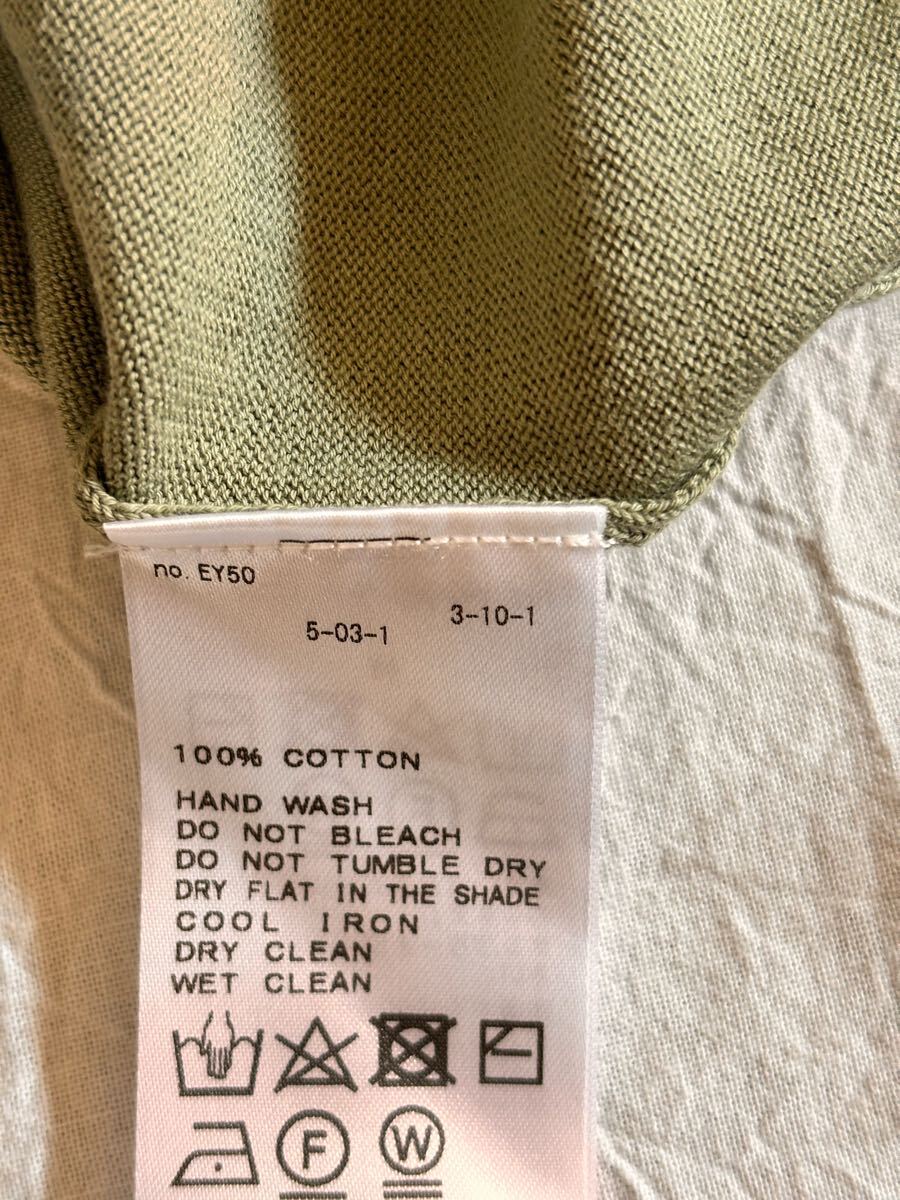 no. EY50
5-03-1
3-10-1
100% COTTON
HAND WASH
DO NOT BLEACH
DO NOT TUMBLE DRY
DRY FLAT IN THE SHADE
COOL IRON
DRY CLEAN
WET CLEAN
F
W